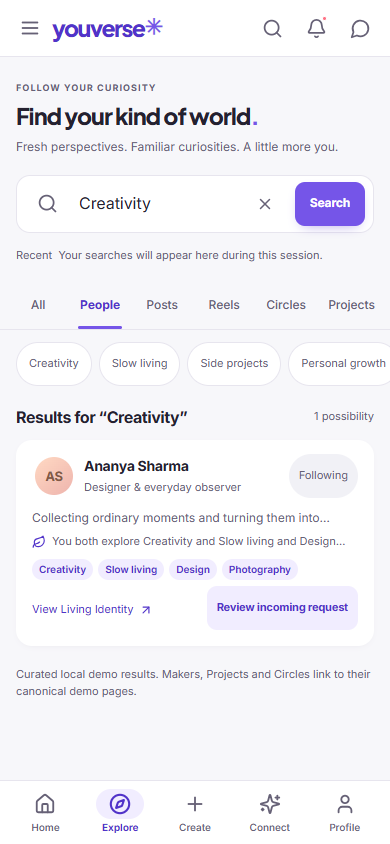 youverse
FOLLOW YOUR CURIOSITY
Find your kind of world.
Fresh perspectives. Familiar curiosities. A little more you.
Creativity
Search
Recent Your searches will appear here during this session.
All People Posts Reels Circles Projects
Creativity Slow living Side projects Personal growth
Results for “Creativity” 1 possibility
AS
Ananya Sharma
Designer & everyday observer
Following
Collecting ordinary moments and turning them into...
You both explore Creativity and Slow living and Design...
Creativity Slow living Design Photography
View Living Identity Review incoming request
Curated local demo results. Makers, Projects and Circles link to their
canonical demo pages.
Home Explore Create Connect Profile